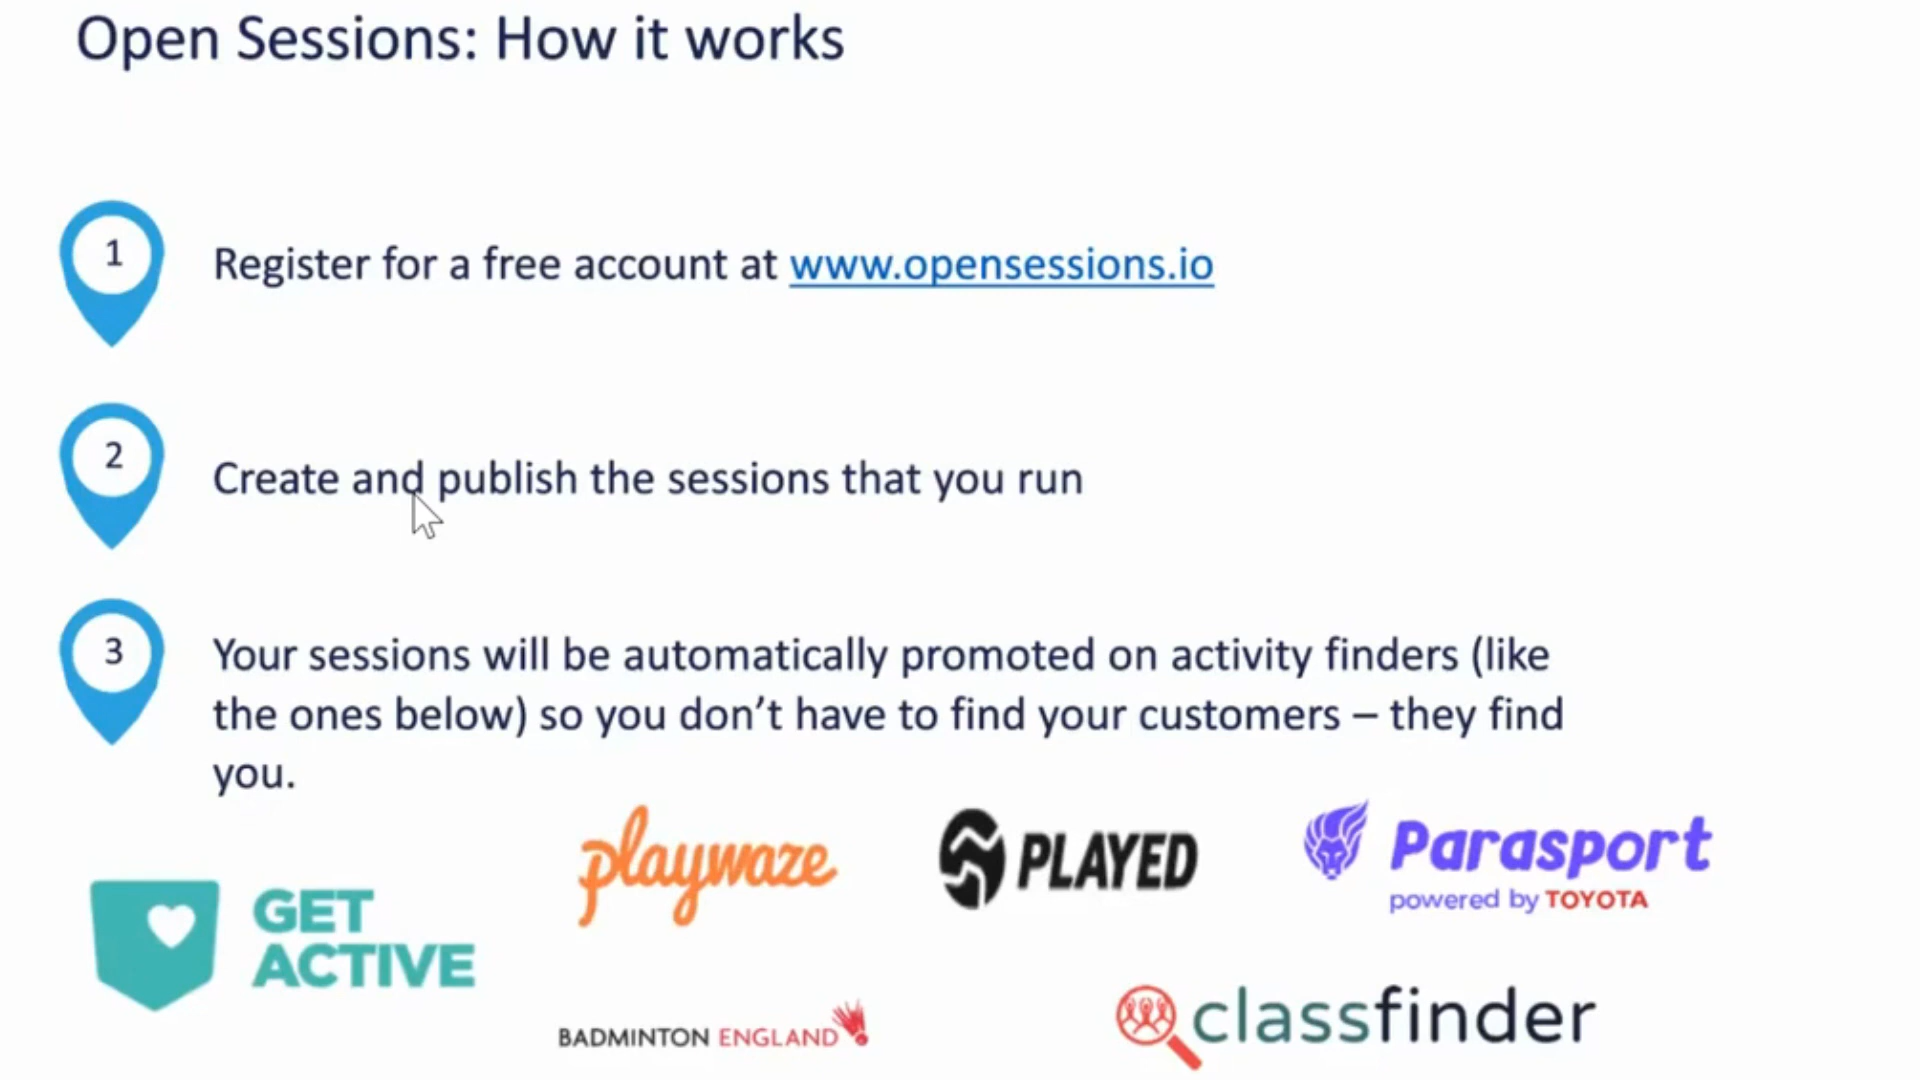 Open Sessions: How it works
1
Register for a free account at www.opensessions.io
2
Create and publish the sessions that you run
3
Your sessions will be automatically promoted on activity finders (like
the ones below) so you don’t have to find your customers – they find
you.
playwaze
PLAYED
Parasport
powered by TOYOTA
GET
ACTIVE
BADMINTON ENGLAND
classfinder